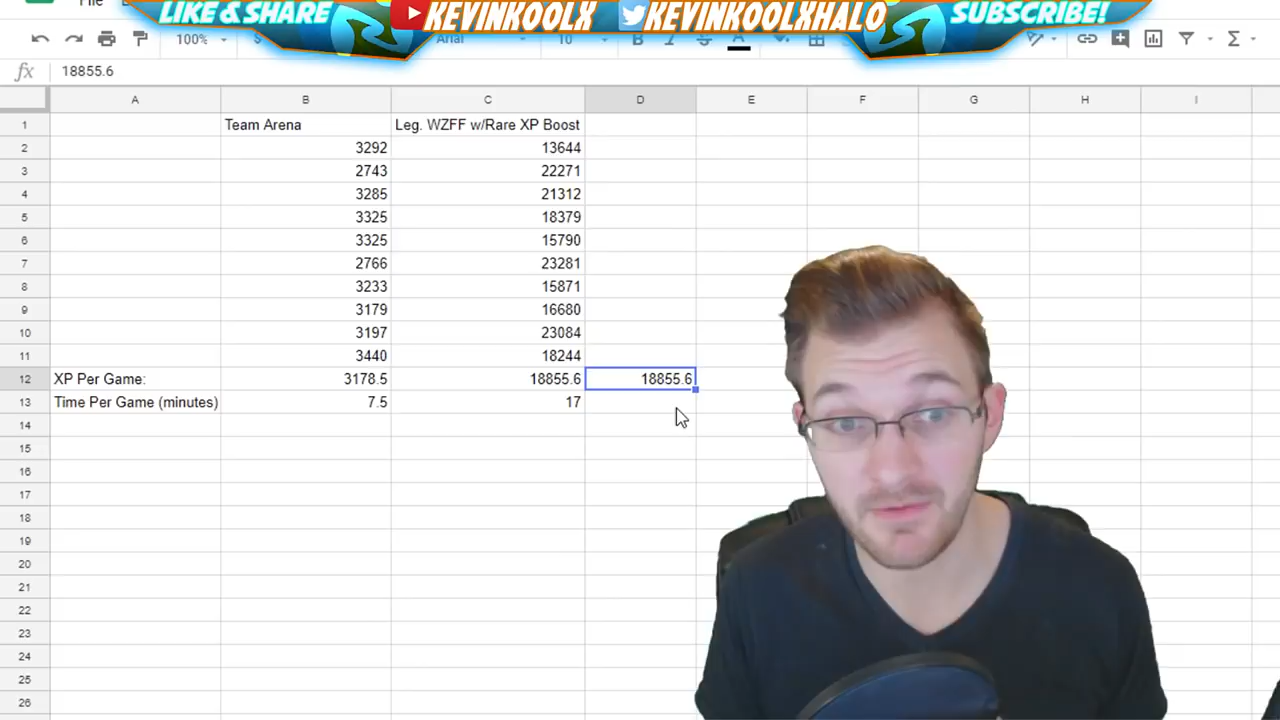 LIKE & SHARE KEVINKOOLX KEVINKOOLXHALO SUBSCRIBE!
File
100% $ Arial 10 B I S A Σ
fx 18855.6
A B C D E F G H I
1 Team Arena Leg. WZFF w/Rare XP Boost
2 3292 13644
3 2743 22271
4 3285 21312
5 3325 18379
6 3325 15790
7 2766 23281
8 3233 15871
9 3179 16680
10 3197 23084
11 3440 18244
12 XP Per Game: 3178.5 18855.6 18855.6
13 Time Per Game (minutes) 7.5 17
14
15
16
17
18
19
20
21
22
23
24
25
26